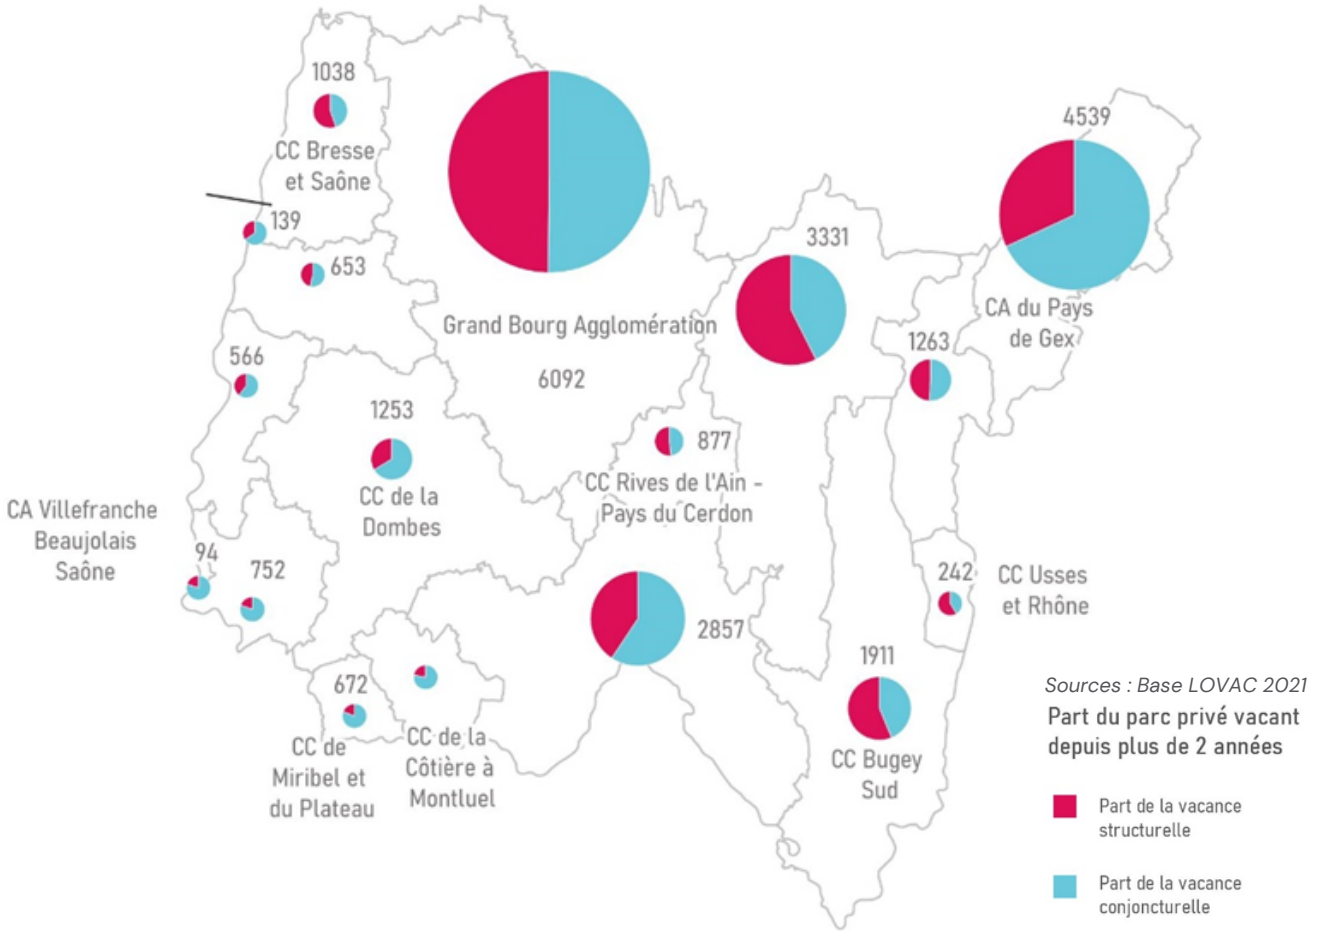 1038
CC Bresse
et Saône
139
653
566
1253
CC de la
Dombes
Grand Bourg Agglomération
6092
3331
4539
CA du Pays
de Gex
1263
877
CC Rives de l'Ain -
Pays du Cerdon
CA Villefranche
Beaujolais
Saône
94
752
2857
242
CC Usses
et Rhône
672
CC de
Miribel et
du Plateau
CC de la
Côtière à
Montluel
1911
CC Bugey
Sud
Sources : Base LOVAC 2021
Part du parc privé vacant
depuis plus de 2 années
Part de la vacance
structurelle
Part de la vacance
conjoncturelle